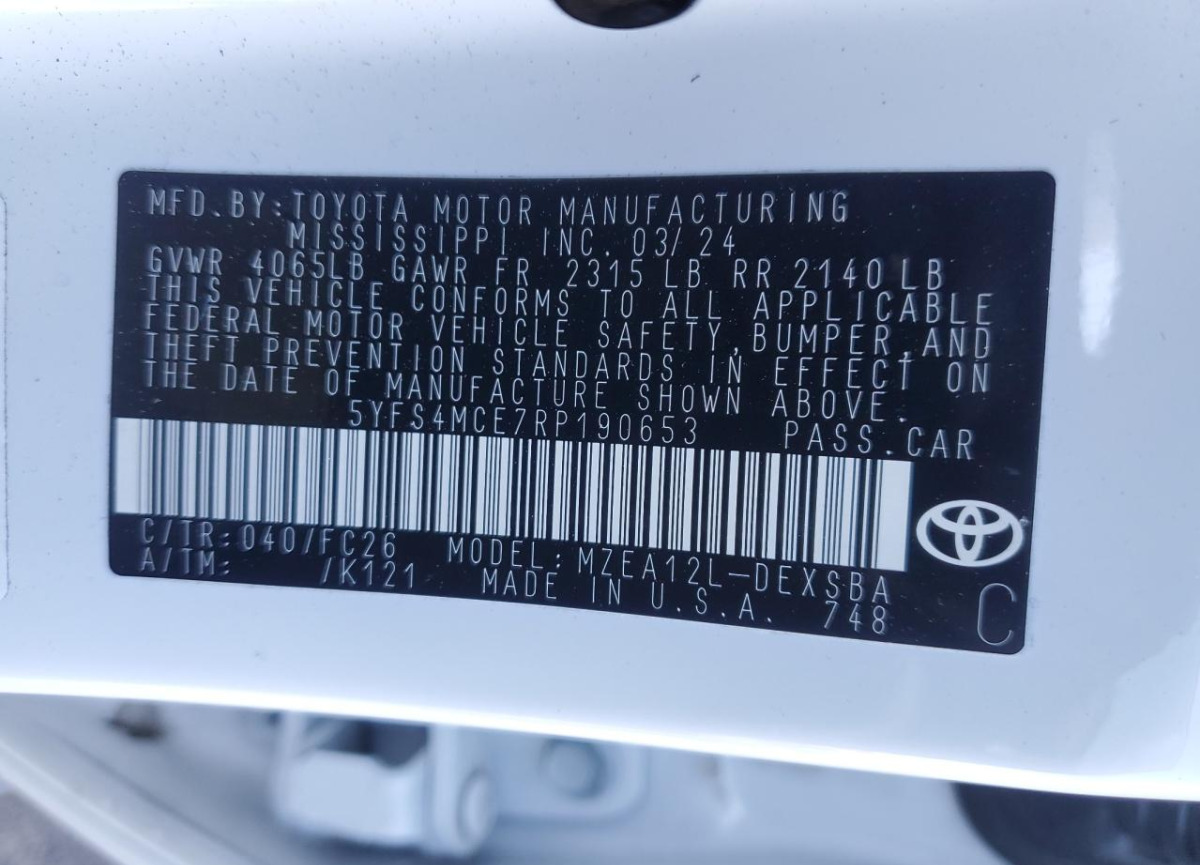 MFD.BY:TOYOTA MOTOR MANUFACTURING
MISSISSIPPI INC. 03/24
GVWR 4065LB GAWR FR 2315 LB RR 2140 LB
THIS VEHICLE CONFORMS TO ALL APPLICABLE
FEDERAL MOTOR VEHICLE SAFETY, BUMPER, AND
THEFT PREVENTION STANDARDS IN EFFECT ON
THE DATE OF MANUFACTURE SHOWN ABOVE.
5YFS4MCE7RP190653 PASS.CAR
C/TR:040/FC26 MODEL:MZEA12L-DEXSBA
A/TM: /K121 MADE IN U.S.A. 748
C